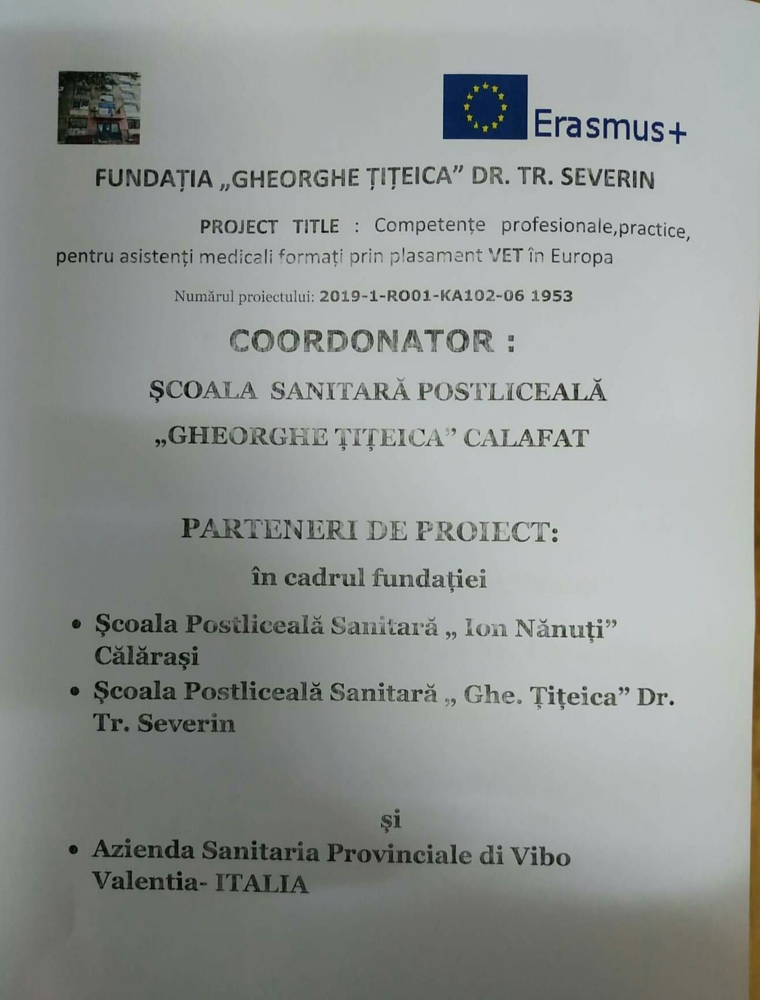 Erasmus+
FUNDAȚIA „GHEORGHE ȚIȚEICA” DR. TR. SEVERIN
PROJECT TITLE : Competențe profesionale,practice,
pentru asistenți medicali formați prin plasament VET în Europa
Numărul proiectului: 2019-1-RO01-KA102-06 1953
COORDONATOR :
ȘCOALA SANITARĂ POSTLICEALĂ
„GHEORGHE ȚIȚEICA” CALAFAT
PARTENERI DE PROIECT:
în cadrul fundației
• Școala Postliceală Sanitară „ Ion Nănuți”
Călărași
• Școala Postliceală Sanitară „ Ghe. Țițeica” Dr.
Tr. Severin
și
• Azienda Sanitaria Provinciale di Vibo
Valentia- ITALIA